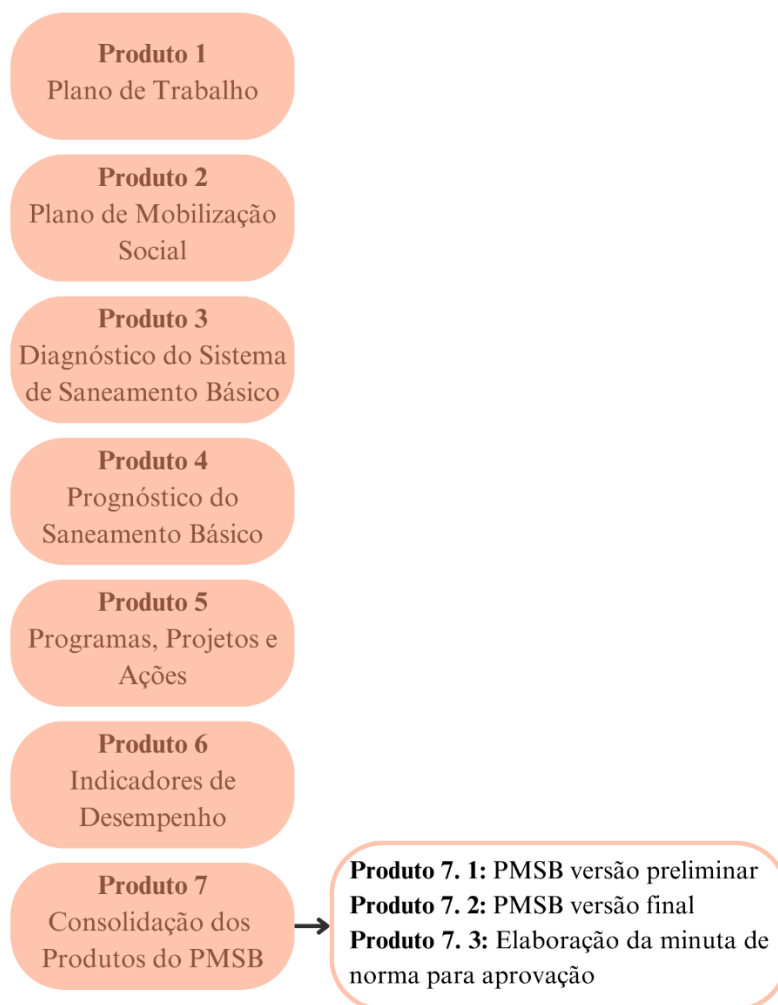 Produto 1
Plano de Trabalho
Produto 2
Plano de Mobilização
Social
Produto 3
Diagnóstico do Sistema
de Saneamento Básico
Produto 4
Prognóstico do
Saneamento Básico
Produto 5
Programas, Projetos e
Ações
Produto 6
Indicadores de
Desempenho
Produto 7
Consolidação dos
Produtos do PMSB
Produto 7. 1: PMSB versão preliminar
Produto 7. 2: PMSB versão final
Produto 7. 3: Elaboração da minuta de
norma para aprovação